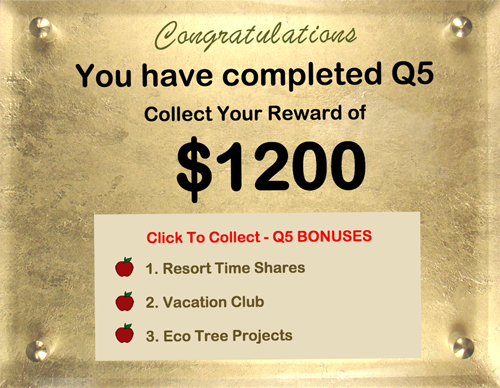 Congratulations
You have completed Q5
Collect Your Reward of
$1200
Click To Collect - Q5 BONUSES
1. Resort Time Shares
2. Vacation Club
3. Eco Tree Projects